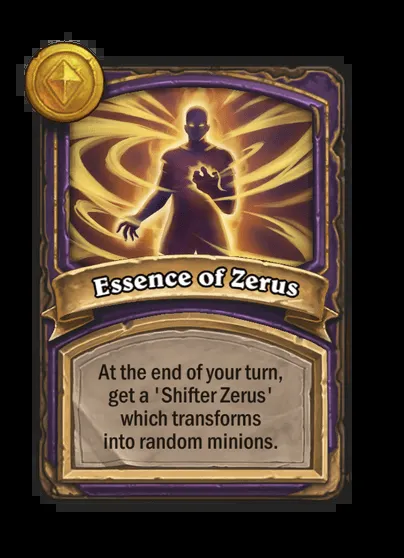 Essence of Zerus
At the end of your turn,
get a 'Shifter Zerus'
which transforms
into random minions.